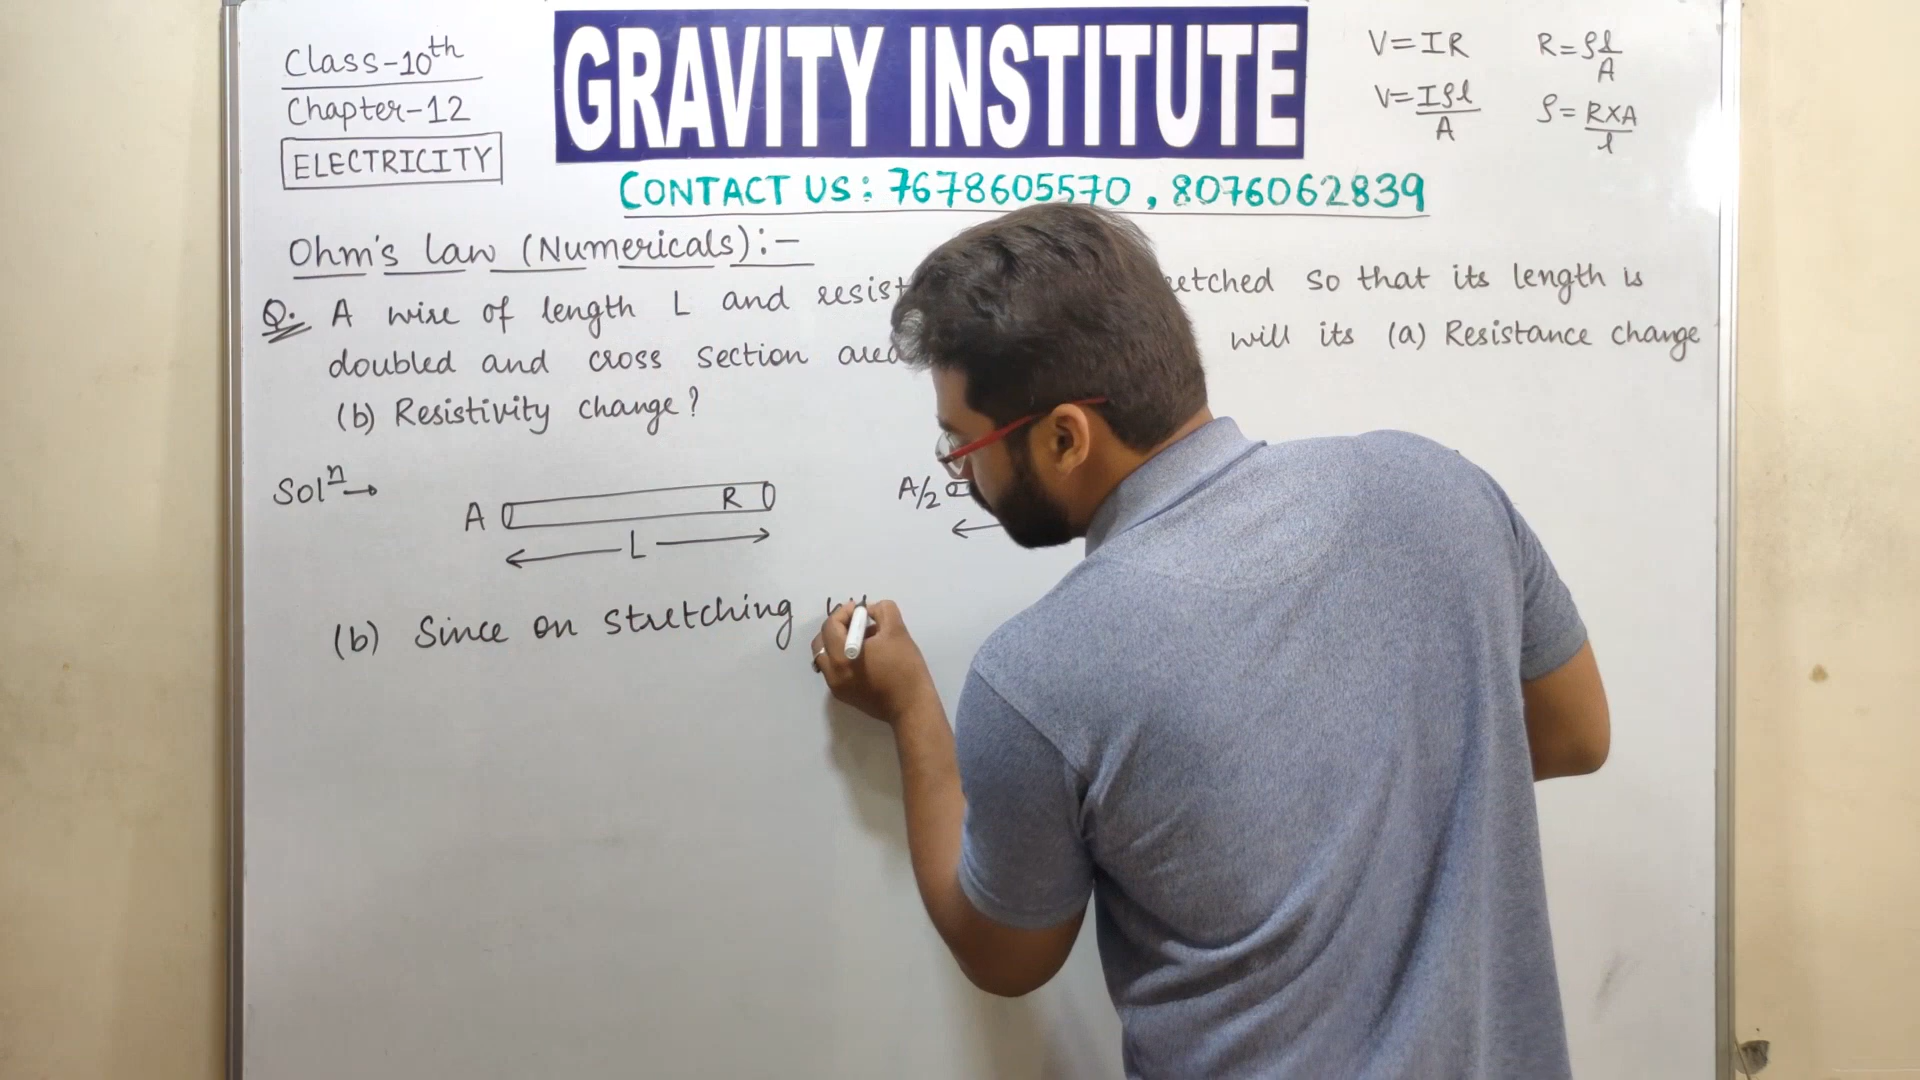 Class-10th
Chapter-12
ELECTRICITY
GRAVITY INSTITUTE
CONTACT US: 7678605570, 8076062839
V=IR
V=Iρl/A
R=ρl/A
ρ=RXA/l
Ohm's law (Numericals):-
Q. A wire of length L and so that its length is
doubled and cross section will its (a) Resistance change
(b) Resistivity change?
Solⁿ→
A R
L
A/2
(b) Since on stretching